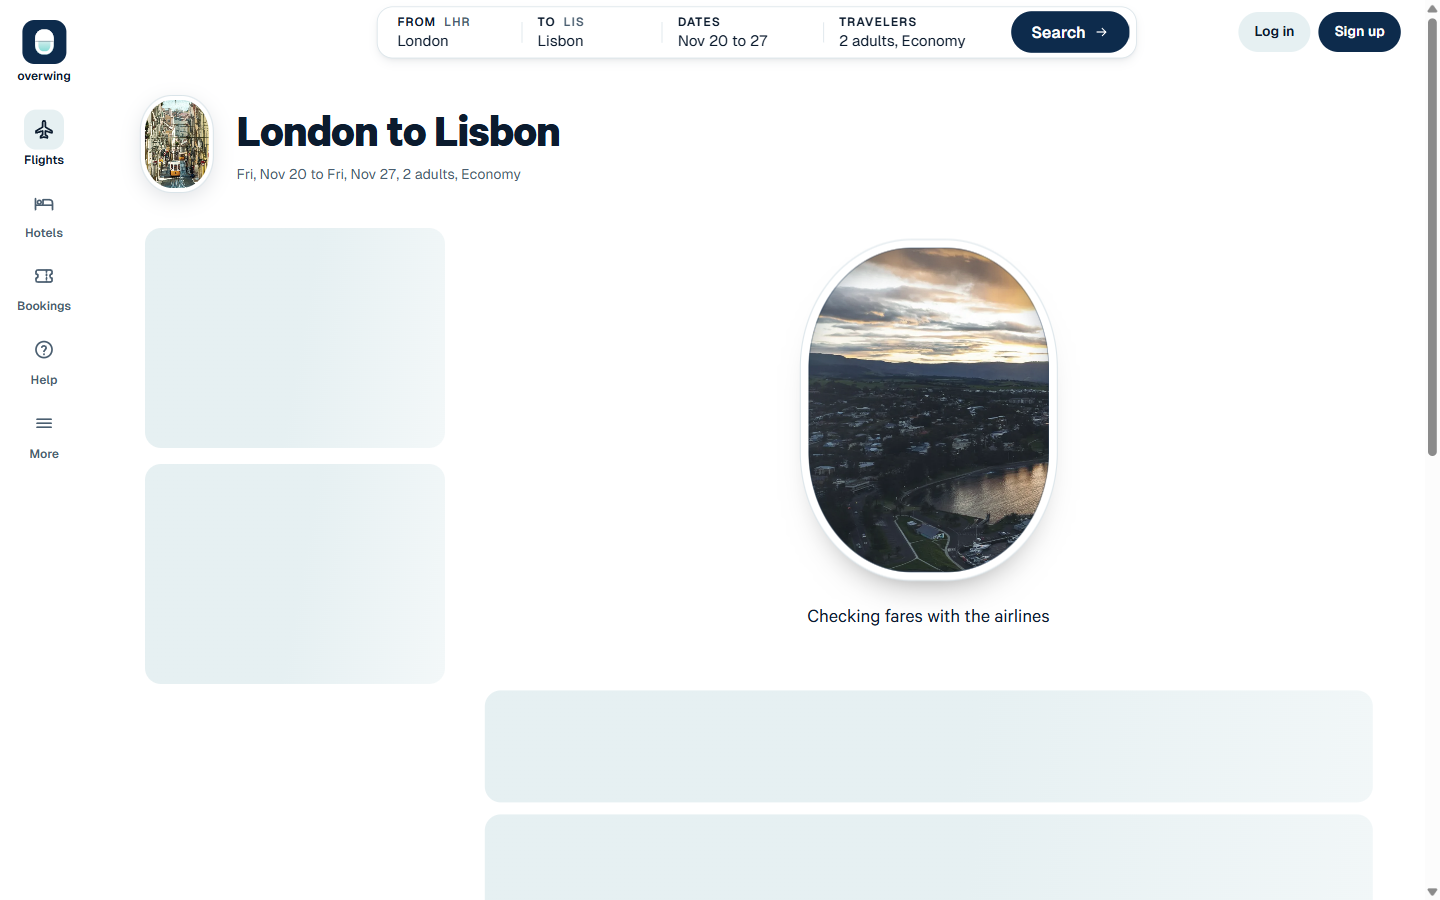 overwing
Flights
Hotels
Bookings
Help
More
FROM LHR
London
TO LIS
Lisbon
DATES
Nov 20 to 27
TRAVELERS
2 adults, Economy
Search
Log in
Sign up
London to Lisbon
Fri, Nov 20 to Fri, Nov 27, 2 adults, Economy
Checking fares with the airlines